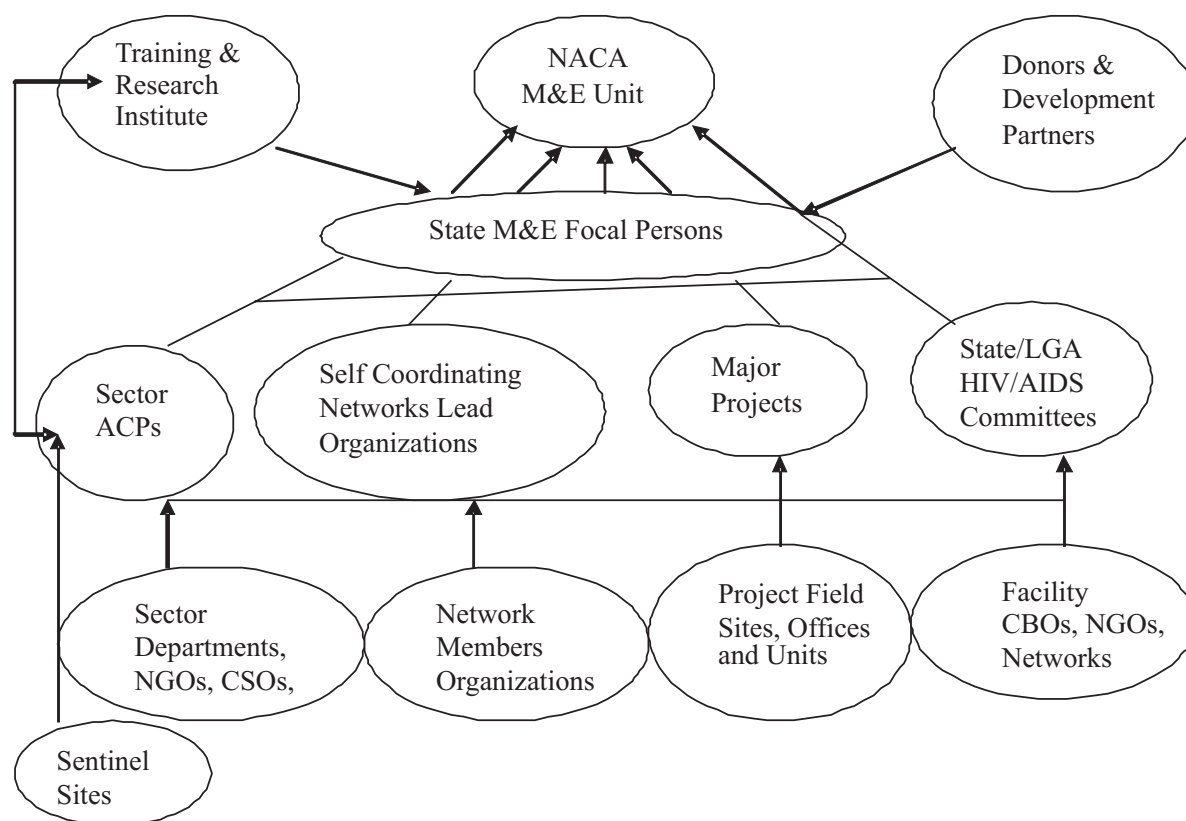 Training &
Research
Institute
NACA
M&E Unit
Donors &
Development
Partners
State M&E Focal Persons
Sector
ACPs
Self Coordinating
Networks Lead
Organizations
Major
Projects
State/LGA
HIV/AIDS
Committees
Sector
Departments,
NGOs, CSOs,
Network
Members
Organizations
Project Field
Sites, Offices
and Units
Facility
CBOs, NGOs,
Networks
Sentinel
Sites